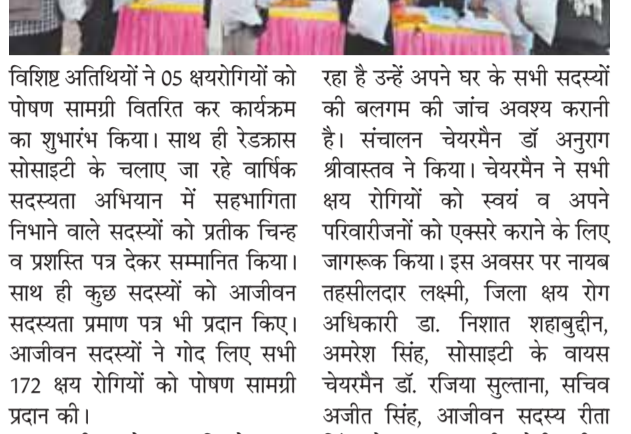 विशिष्ट अतिथियों ने 05 क्षयरोगियों को
पोषण सामग्री वितरित कर कार्यक्रम
का शुभारंभ किया। साथ ही रेडक्रास
सोसाइटी के चलाए जा रहे वार्षिक
सदस्यता अभियान में सहभागिता
निभाने वाले सदस्यों को प्रतीक चिन्ह
व प्रशस्ति पत्र देकर सम्मानित किया।
साथ ही कुछ सदस्यों को आजीवन
सदस्यता प्रमाण पत्र भी प्रदान किए।
आजीवन सदस्यों ने गोद लिए सभी
172 क्षय रोगियों को पोषण सामग्री
प्रदान की।
रहा है उन्हें अपने घर के सभी सदस्यों
की बलगम की जांच अवश्य करानी
है। संचालन चेयरमैन डॉ अनुराग
श्रीवास्तव ने किया। चेयरमैन ने सभी
क्षय रोगियों को स्वयं व अपने
परिवारीजनों को एक्सरे कराने के लिए
जागरूक किया। इस अवसर पर नायब
तहसीलदार लक्ष्मी, जिला क्षय रोग
अधिकारी डा. निशात शहाबुद्दीन,
अमरेश सिंह, सोसाइटी के वायस
चेयरमैन डॉ. रजिया सुल्ताना, सचिव
अजीत सिंह, आजीवन सदस्य रीता